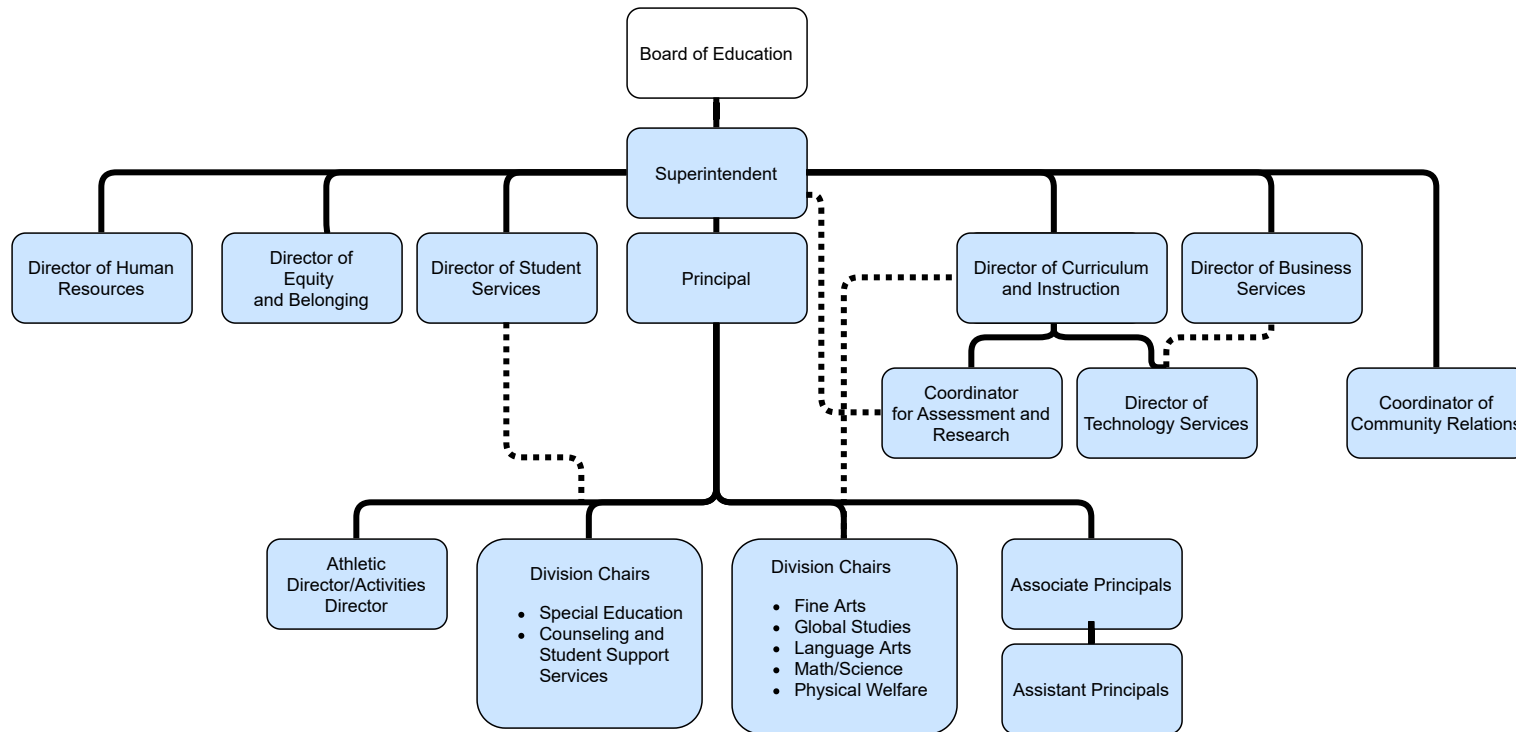 Board of Education
Superintendent
Director of Human
Resources
Director of
Equity
and Belonging
Director of Student
Services
Principal
Director of Curriculum
and Instruction
Director of Business
Services
Coordinator
for Assessment and
Research
Director of
Technology Services
Coordinator of
Community Relations
Athletic
Director/Activities
Director
Division Chairs
• Special Education
• Counseling and
Student Support
Services
Division Chairs
• Fine Arts
• Global Studies
• Language Arts
• Math/Science
• Physical Welfare
Associate Principals
Assistant Principals